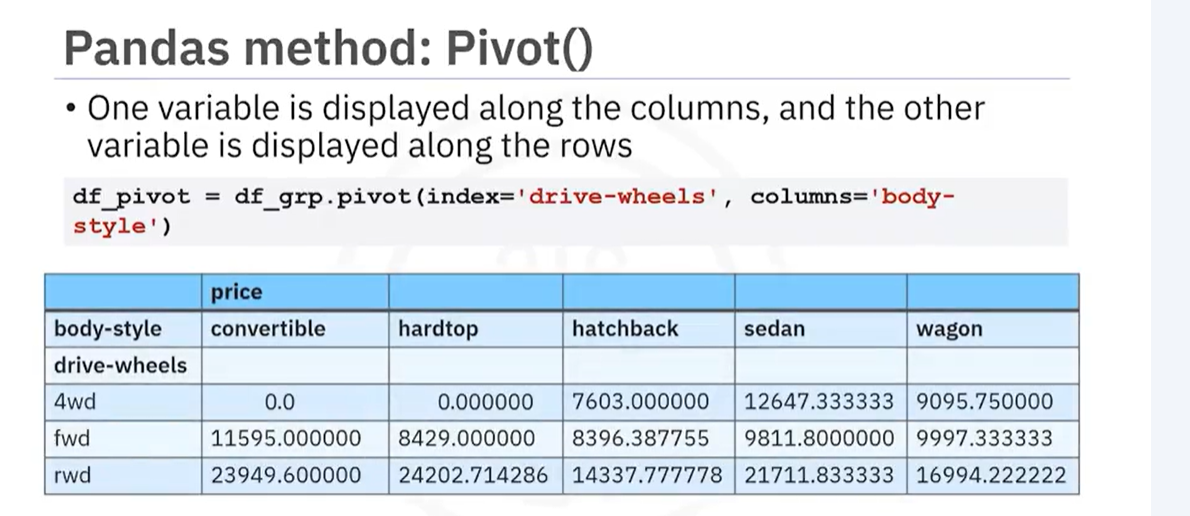 Pandas method: Pivot()
• One variable is displayed along the columns, and the other
variable is displayed along the rows
df_pivot = df_grp.pivot(index='drive-wheels', columns='body-
style')
price
body-style convertible hardtop hatchback sedan wagon
drive-wheels
4wd 0.0 0.000000 7603.000000 12647.333333 9095.750000
fwd 11595.000000 8429.000000 8396.387755 9811.8000000 9997.333333
rwd 23949.600000 24202.714286 14337.777778 21711.833333 16994.222222